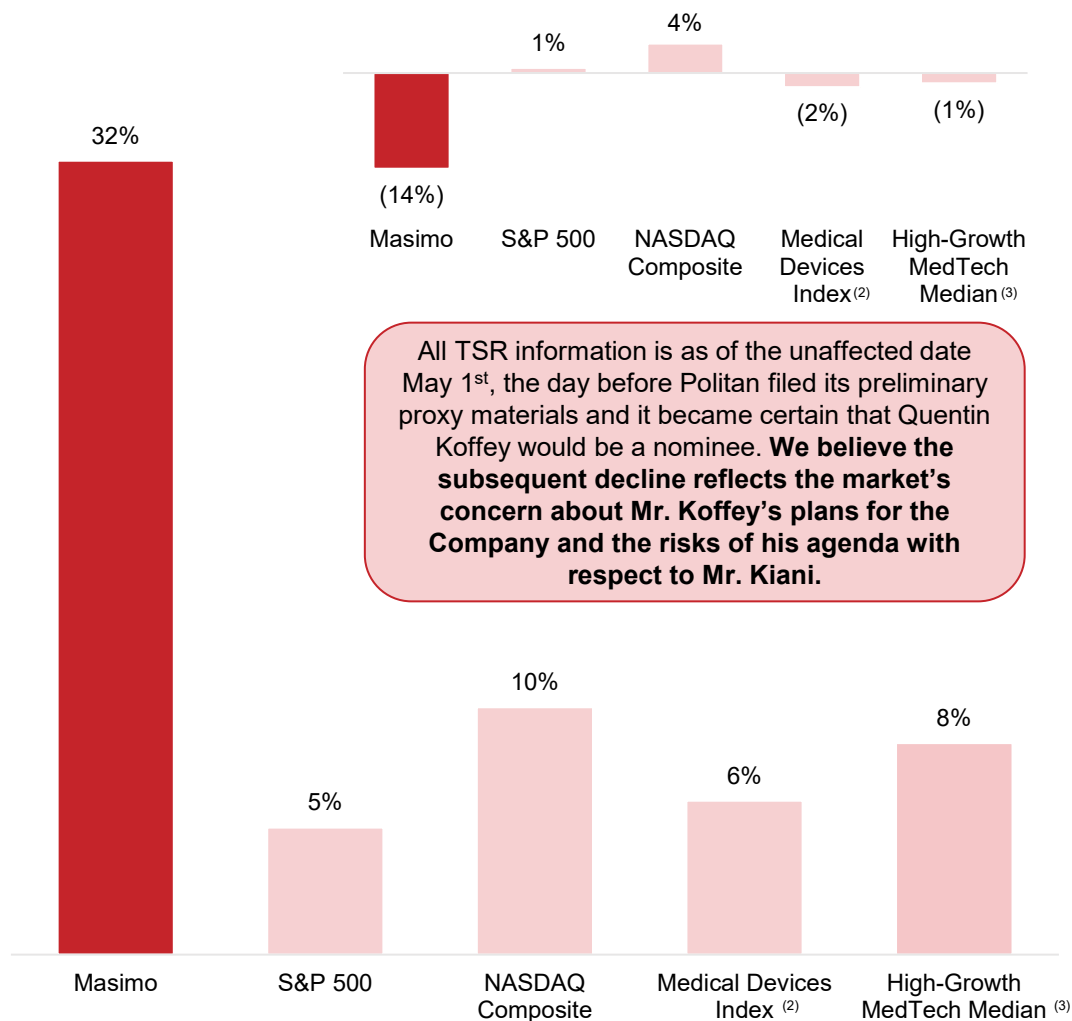 4%
1%
32%
(2%)
(1%)
(14%)
Masimo
S&P 500
NASDAQ
Composite
Medical
Devices
Index (2)
High-Growth
MedTech
Median (3)
All TSR information is as of the unaffected date
May 1st, the day before Politan filed its preliminary
proxy materials and it became certain that Quentin
Koffey would be a nominee. We believe the
subsequent decline reflects the market’s
concern about Mr. Koffey’s plans for the
Company and the risks of his agenda with
respect to Mr. Kiani.
10%
8%
6%
5%
Masimo
S&P 500
NASDAQ
Composite
Medical Devices
Index (2)
High-Growth
MedTech Median (3)